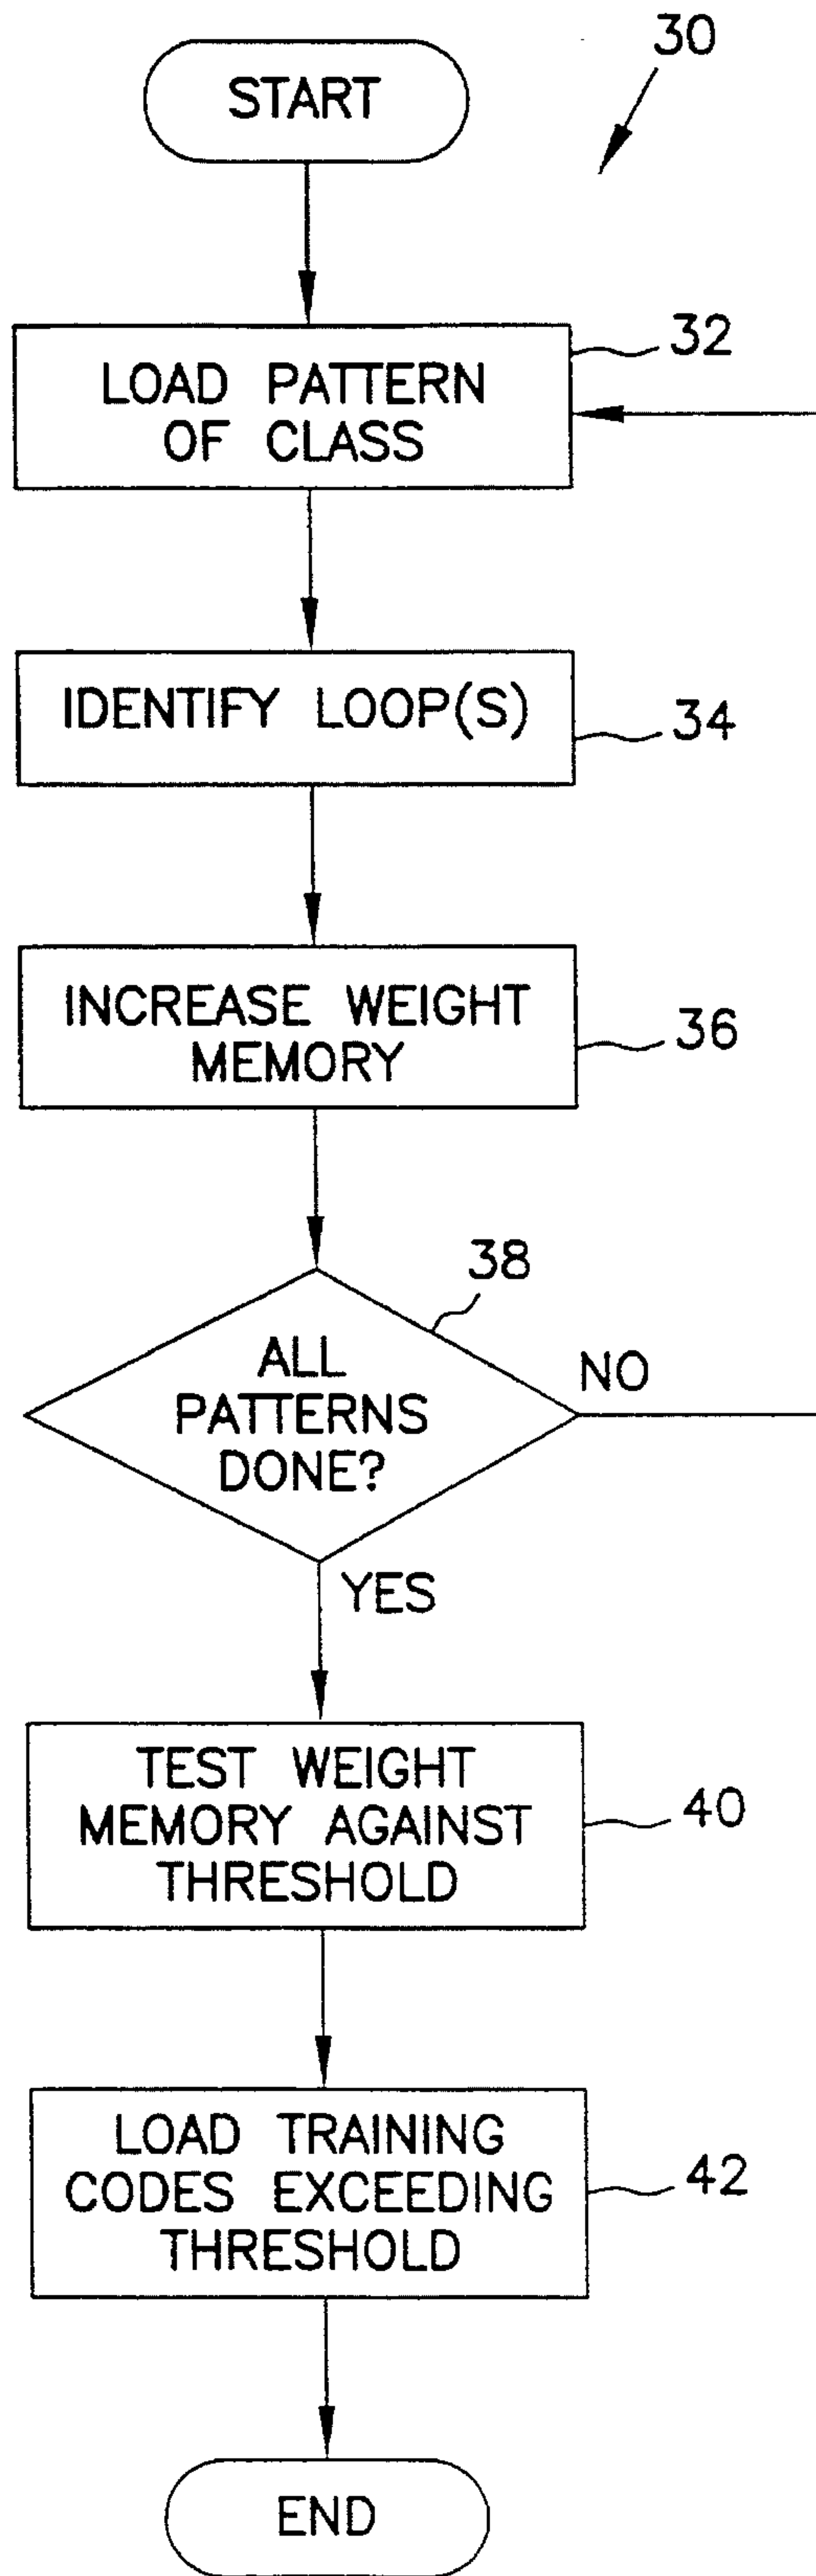 30
START
LOAD PATTERN
OF CLASS
32
IDENTIFY LOOP(S)
34
INCREASE WEIGHT
MEMORY
36
38
ALL
PATTERNS
DONE?
NO
YES
TEST WEIGHT
MEMORY AGAINST
THRESHOLD
40
LOAD TRAINING
CODES EXCEEDING
THRESHOLD
42
END